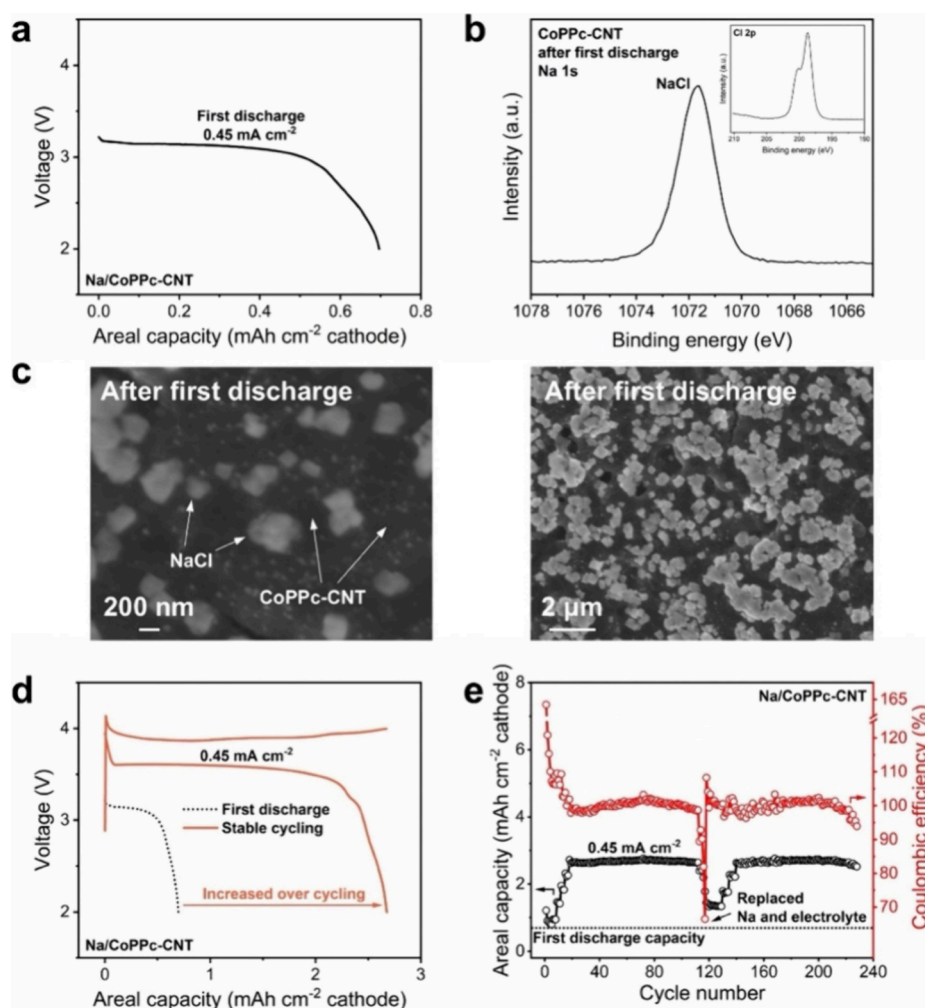 a
4
3
2
Voltage (V)
First discharge
0.45 mA cm⁻²
Na/CoPPc-CNT
0.0 0.2 0.4 0.6 0.8
Areal capacity (mAh cm⁻² cathode)
b
CoPPc-CNT
after first discharge
Na 1s
NaCl
Intensity (a.u.)
1078 1076 1074 1072 1070 1068 1066
Binding energy (eV)
Cl 2p
Intensity (a.u.)
210 205 200 195 190
Binding energy (eV)
c
After first discharge
NaCl
CoPPc-CNT
200 nm
After first discharge
2 µm
d
4
3
2
Voltage (V)
0.45 mA cm⁻²
First discharge
Stable cycling
Increased over cycling
Na/CoPPc-CNT
0 1 2 3
Areal capacity (mAh cm⁻² cathode)
e
8
6
4
2
0
Areal capacity (mAh cm⁻² cathode)
Na/CoPPc-CNT
0.45 mA cm⁻²
Replaced
Na and electrolyte
First discharge capacity
165
120
110
100
90
80
70
Coulombic efficiency (%)
0 40 80 120 160 200 240
Cycle number